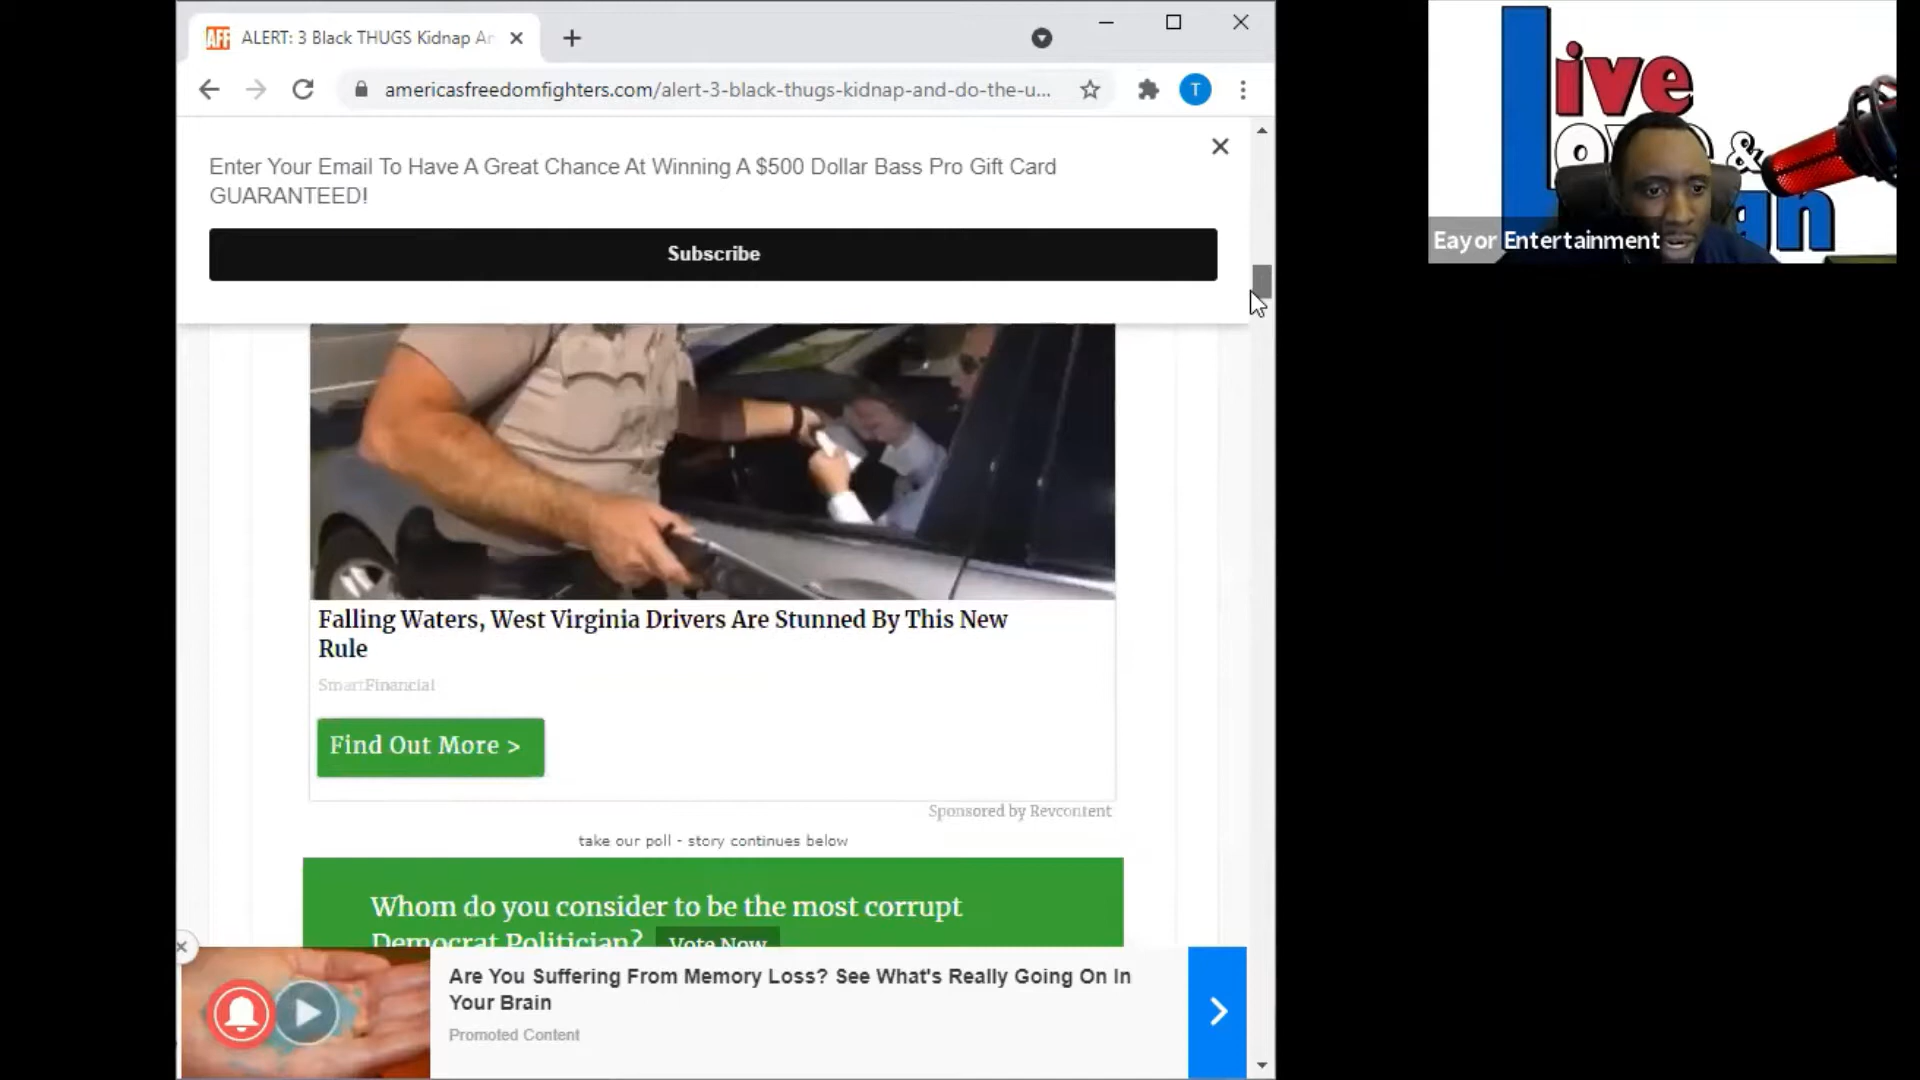 AFF ALERT: 3 Black THUGS Kidnap An
americasfreedomfighters.com/alert-3-black-thugs-kidnap-and-do-the-u...
T
Enter Your Email To Have A Great Chance At Winning A $500 Dollar Bass Pro Gift Card
GUARANTEED!
Subscribe
Falling Waters, West Virginia Drivers Are Stunned By This New
Rule
SmartFinancial
Find Out More >
Sponsored by Revcontent
take our poll - story continues below
Whom do you consider to be the most corrupt
Democrat Politician? Vote Now
Are You Suffering From Memory Loss? See What's Really Going On In
Your Brain
Promoted Content
Live
&
Eayor Entertainment